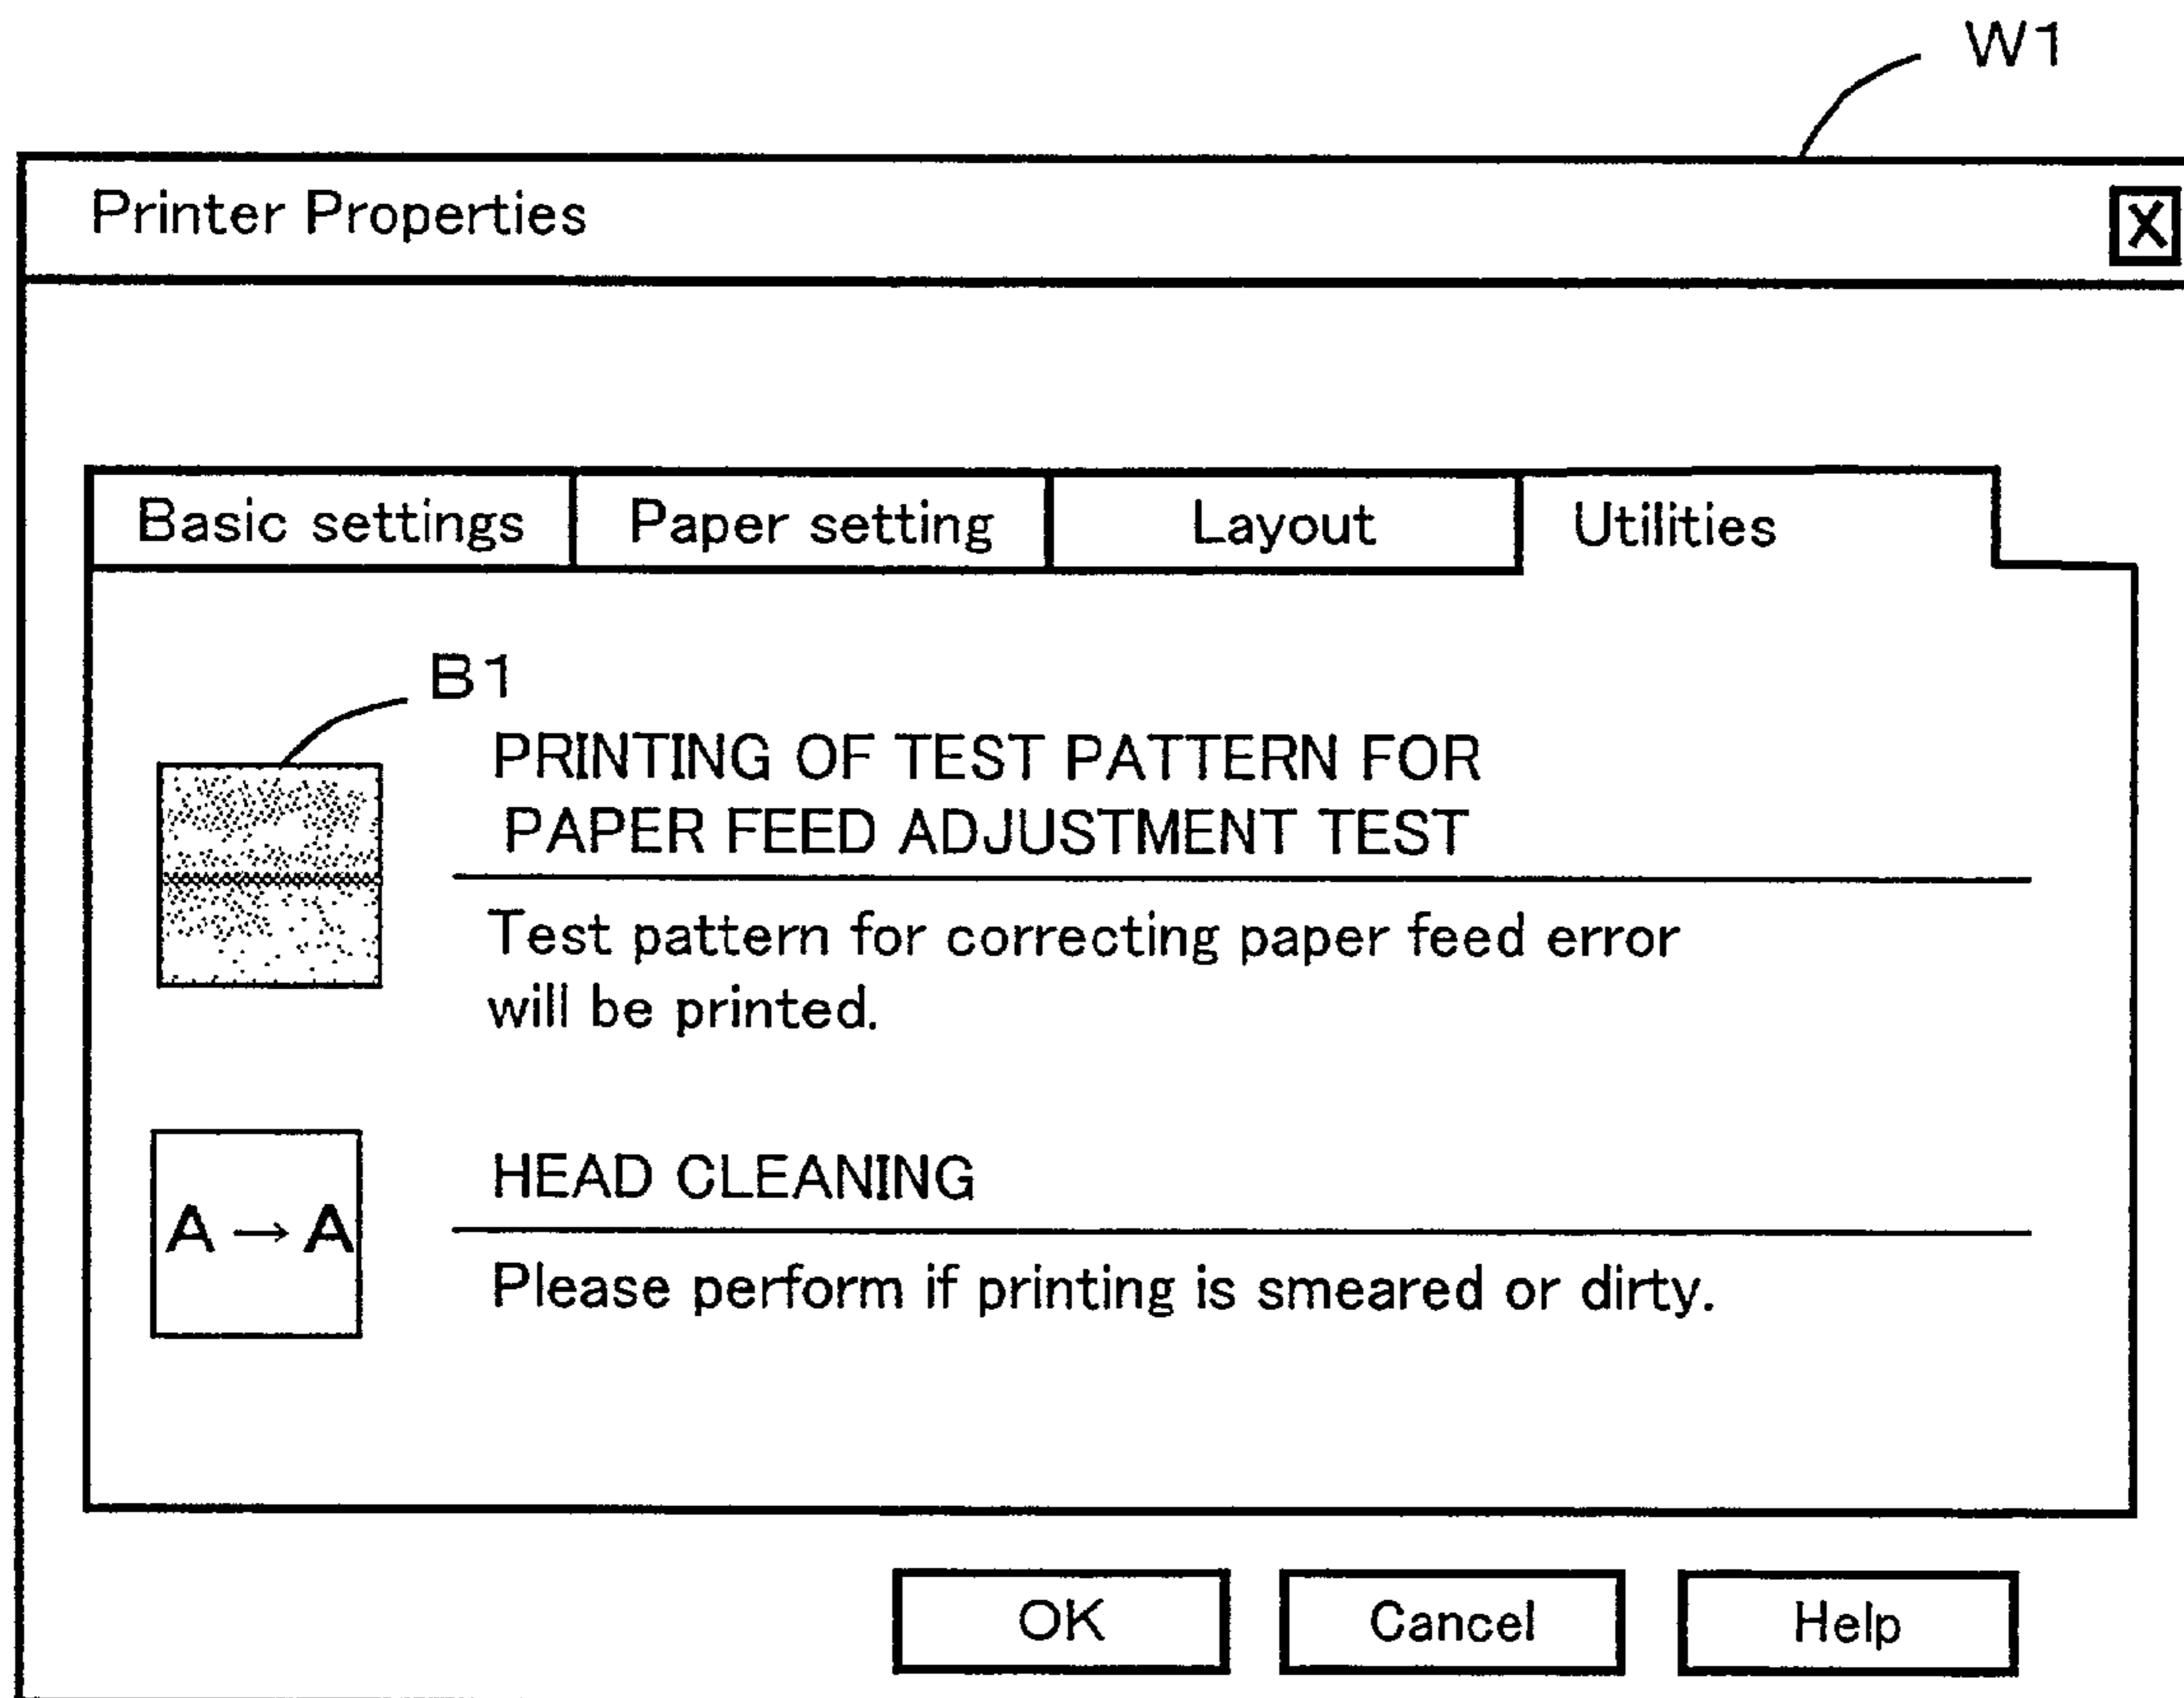 W1
Printer Properties
X
Basic settings Paper setting Layout Utilities
B1
PRINTING OF TEST PATTERN FOR
PAPER FEED ADJUSTMENT TEST
Test pattern for correcting paper feed error
will be printed.
HEAD CLEANING
A → A
Please perform if printing is smeared or dirty.
OK Cancel Help